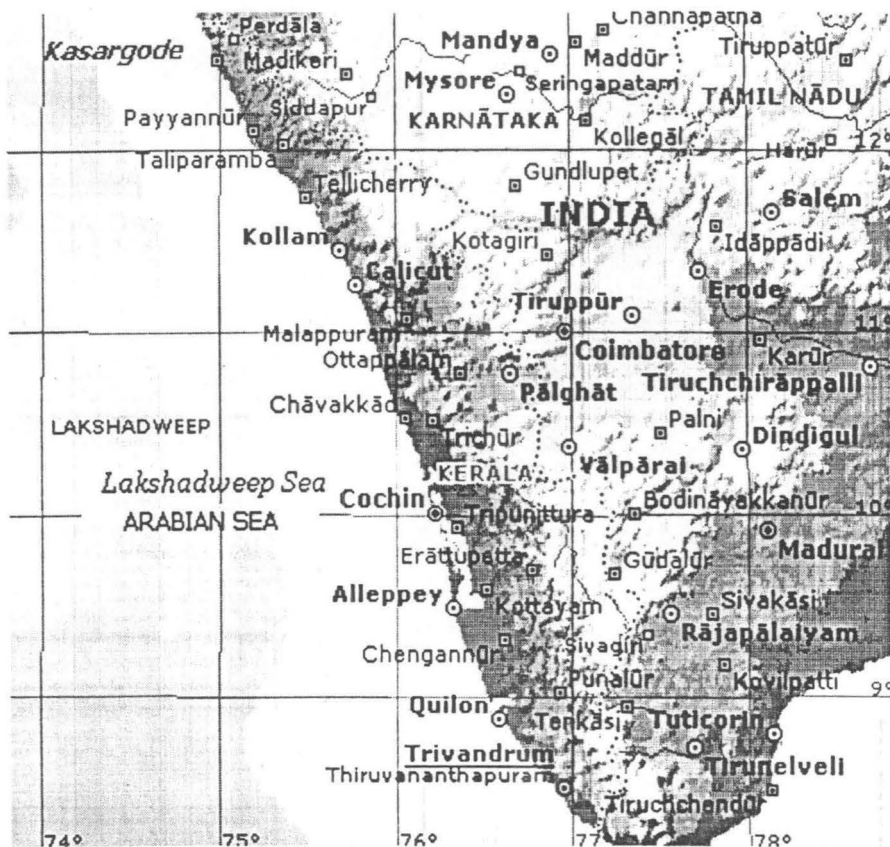 Channapatna
Perdāla
Kasargode
Mandya
Maddūr
Tiruppatūr
Madikeri
Mysore
Seringapatam
Siddapur
TAMIL NĀDU
Payyannūr
KARNĀTAKA
Kollegāl
Harūr
12°
Taliparamba
Tellicherry
Gundlupet
INDIA
Salem
Kollam
Kotagiri
Idāppādi
Calicut
Tiruppūr
Erode
Malappuram
11°
Ottappālam
Coimbatore
Karūr
Pālghāt
Tiruchchirāppalli
Chāvakkād
Trichūr
Palni
LAKSHADWEEP
Dindigul
KERALA
Vālpārai
Lakshadweep Sea
Cochin
Bodināyakkanūr
ARABIAN SEA
Tripūnittura
10°
Madurai
Erāttupetta
Gūdalūr
Alleppey
Kottayam
Sivakāsi
Rājapālaiyam
Chengannūr
Sivagiri
Punalūr
Kovilpatti
9°
Quilon
Tenkāsi
Tuticorin
Trivandrum
Thiruvananthapuram
Tirunelveli
Tiruchchendūr
74°
75°
76°
77°
78°